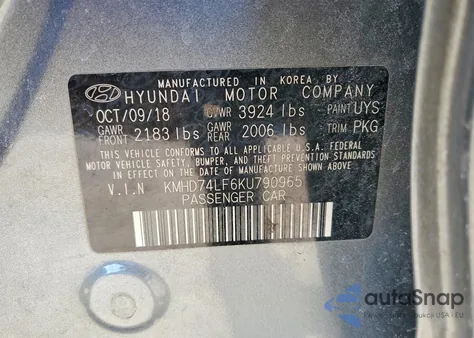 MANUFACTURED IN KOREA BY
HYUNDAI MOTOR COMPANY
OCT/09/18 GVWR 3924 lbs PAINT UYS
GAWR FRONT 2183 lbs GAWR REAR 2006 lbs TRIM PKG
THIS VEHICLE CONFORMS TO ALL APPLICABLE U.S.A FEDERAL
MOTOR VEHICLE SAFETY, BUMPER, AND THEFT PREVENTION
STANDARDS IN EFFECT ON THE DATE OF
MANUFACTURE SHOWN ABOVE.
V.I.N KMHD74LF6KU790965
PASSENGER CAR
autoSnap
USA i EU